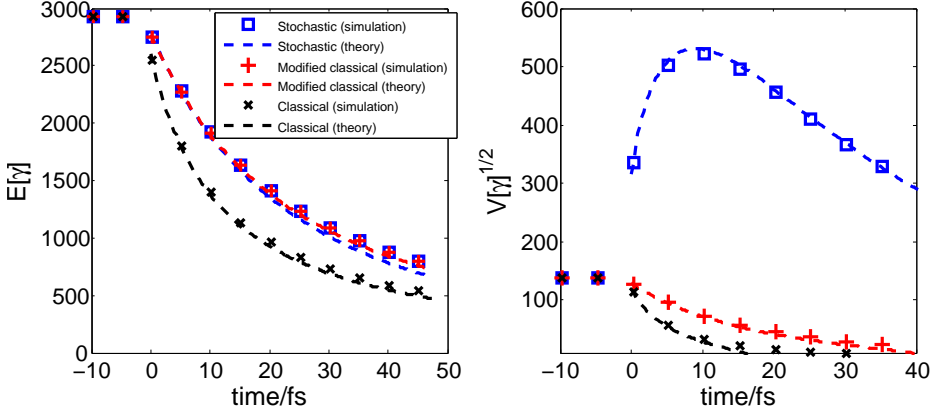 3000
2500
2000
1500
1000
500
0
E[γ]
−10 0 10 20 30 40 50
time/fs
Stochastic (simulation)
Stochastic (theory)
Modified classical (simulation)
Modified classical (theory)
Classical (simulation)
Classical (theory)
600
500
400
300
200
100
V[γ]^1/2
−10 0 10 20 30 40
time/fs